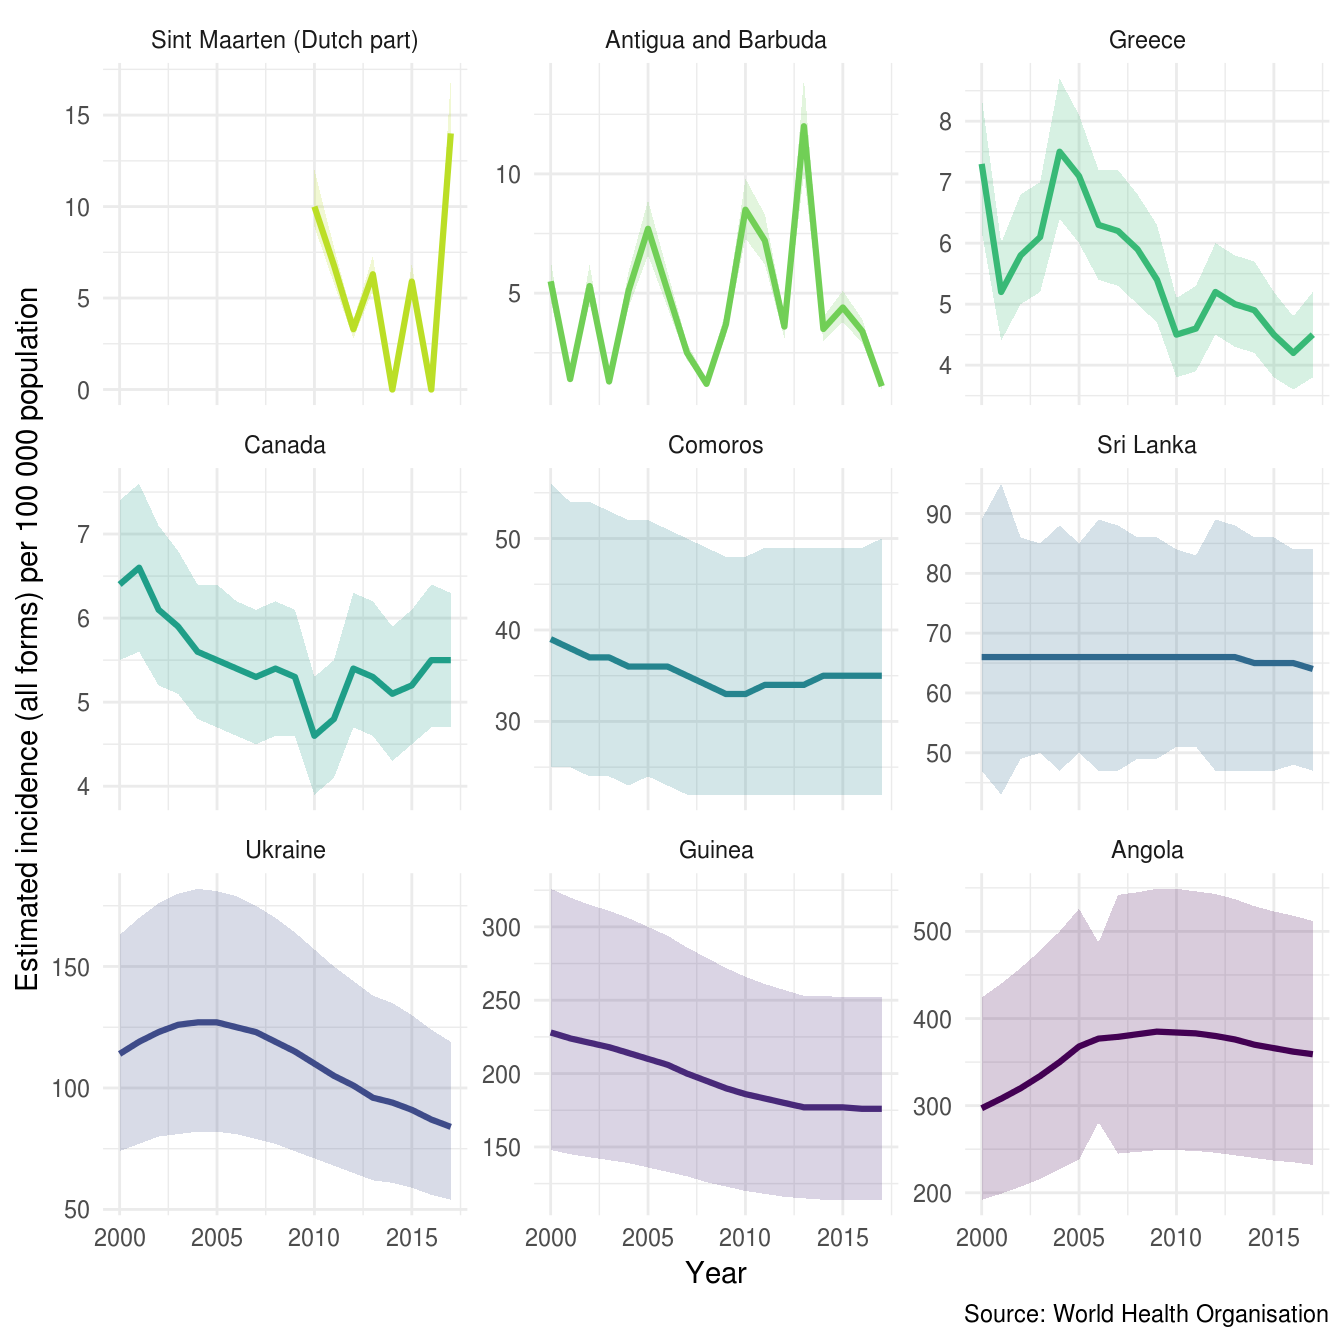 Sint Maarten (Dutch part)
Antigua and Barbuda
Greece
15
10
5
0
10
5
8
7
6
5
4
Estimated incidence (all forms) per 100 000 population
Canada
Comoros
Sri Lanka
7
6
5
4
50
40
30
90
80
70
60
50
Ukraine
Guinea
Angola
150
100
50
300
250
200
150
500
400
300
200
2000 2005 2010 2015
2000 2005 2010 2015
2000 2005 2010 2015
Year
Source: World Health Organisation